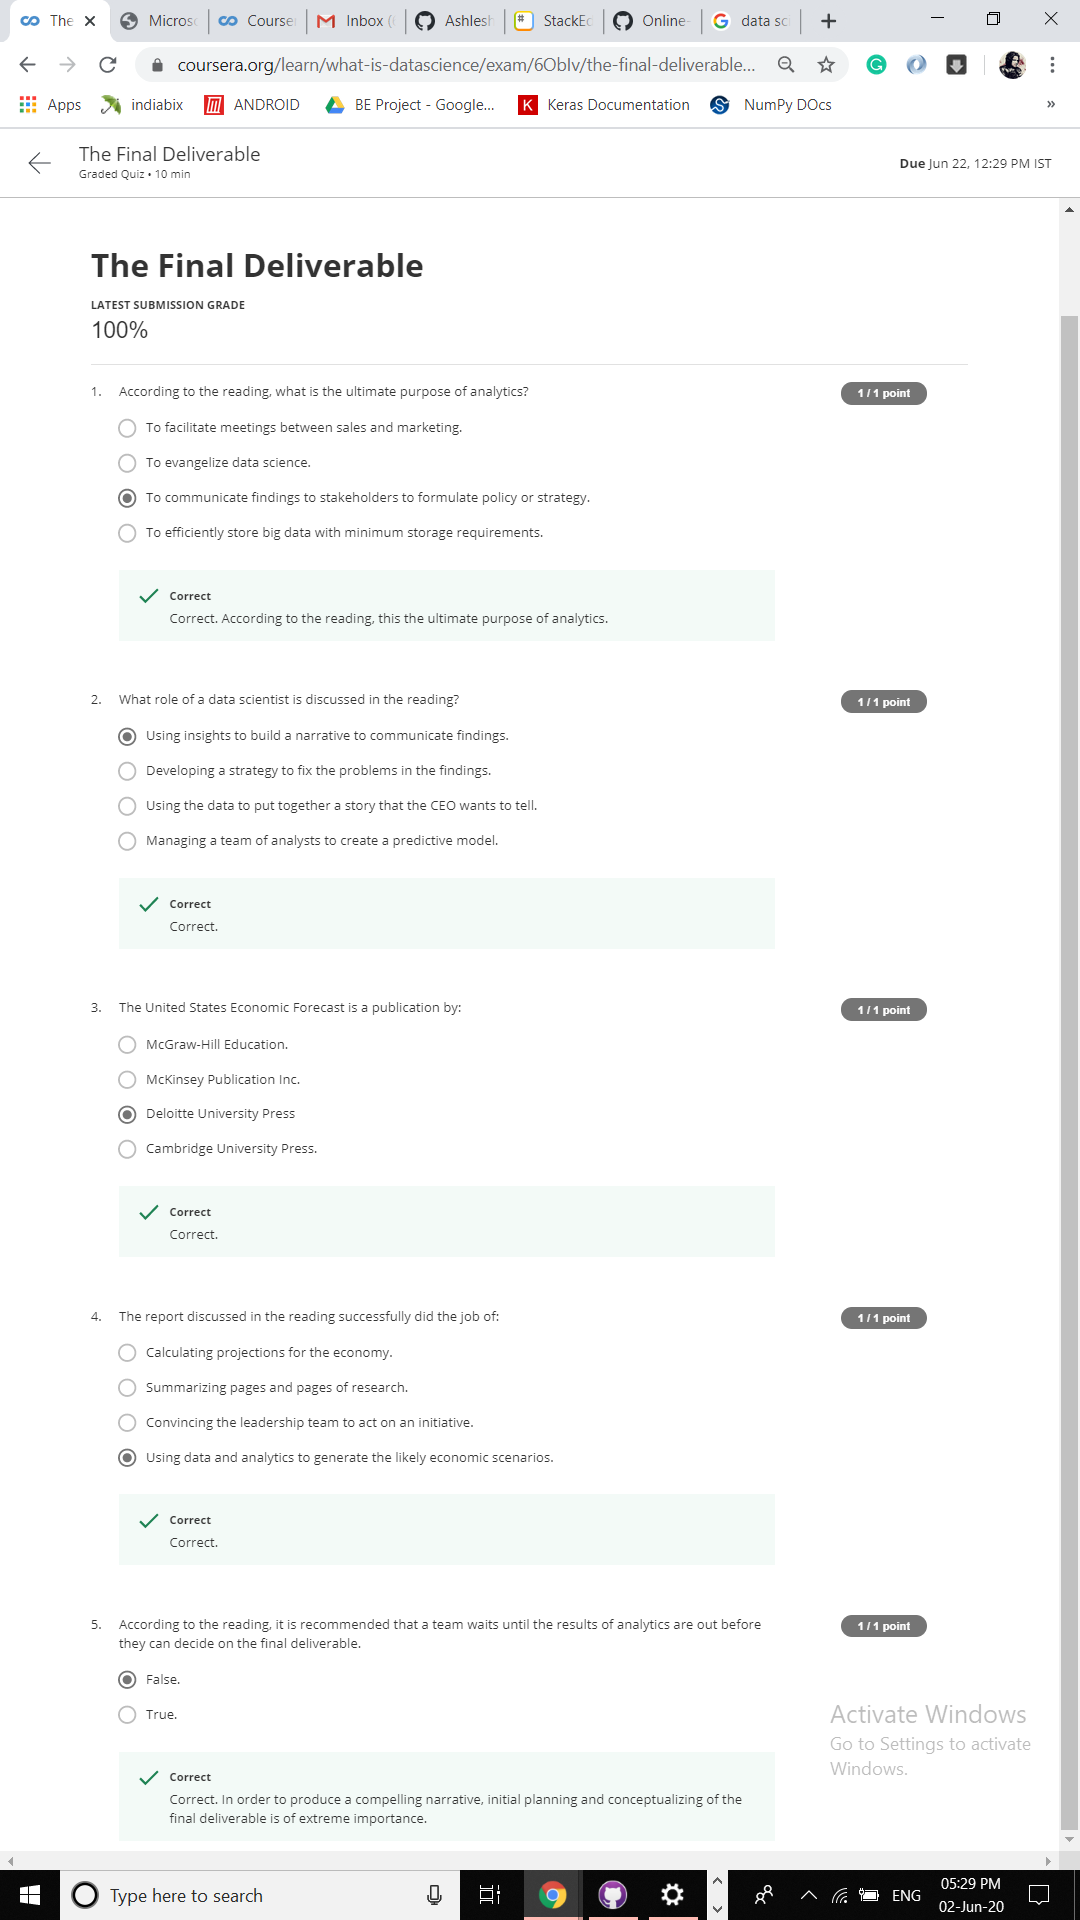 The
Micros
Course
Inbox (
Ashlesh
StackEd
Online-
G data sc
coursera.org/learn/what-is-datascience/exam/6Oblv/the-final-deliverable...
Apps
indiabix
ANDROID
BE Project - Google...
K Keras Documentation
NumPy DOcs
»
The Final Deliverable
Graded Quiz • 10 min
Due Jun 22, 12:29 PM IST
The Final Deliverable
LATEST SUBMISSION GRADE
100%
1. According to the reading, what is the ultimate purpose of analytics?
1 / 1 point
To facilitate meetings between sales and marketing.
To evangelize data science.
To communicate findings to stakeholders to formulate policy or strategy.
To efficiently store big data with minimum storage requirements.
Correct
Correct. According to the reading, this the ultimate purpose of analytics.
2. What role of a data scientist is discussed in the reading?
1 / 1 point
Using insights to build a narrative to communicate findings.
Developing a strategy to fix the problems in the findings.
Using the data to put together a story that the CEO wants to tell.
Managing a team of analysts to create a predictive model.
Correct
Correct.
3. The United States Economic Forecast is a publication by:
1 / 1 point
McGraw-Hill Education.
McKinsey Publication Inc.
Deloitte University Press
Cambridge University Press.
Correct
Correct.
4. The report discussed in the reading successfully did the job of:
1 / 1 point
Calculating projections for the economy.
Summarizing pages and pages of research.
Convincing the leadership team to act on an initiative.
Using data and analytics to generate the likely economic scenarios.
Correct
Correct.
5. According to the reading, it is recommended that a team waits until the results of analytics are out before
they can decide on the final deliverable.
1 / 1 point
False.
True.
Correct
Correct. In order to produce a compelling narrative, initial planning and conceptualizing of the
final deliverable is of extreme importance.
Activate Windows
Go to Settings to activate
Windows.
Type here to search
ENG
05:29 PM
02-Jun-20